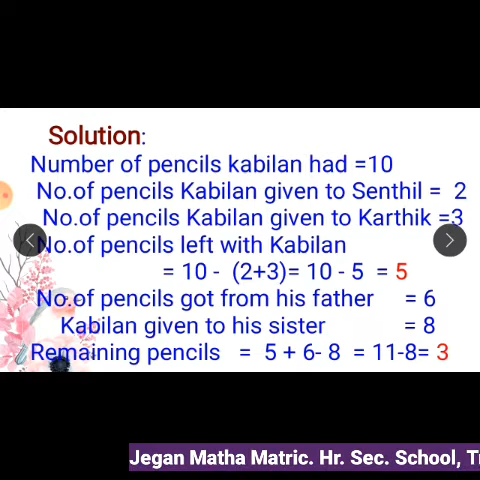 Solution:
Number of pencils kabilan had =10
No.of pencils Kabilan given to Senthil = 2
No.of pencils Kabilan given to Karthik =3
No.of pencils left with Kabilan
= 10 - (2+3)= 10 - 5 = 5
No.of pencils got from his father = 6
Kabilan given to his sister = 8
Remaining pencils = 5 + 6- 8 = 11-8= 3
Jegan Matha Matric. Hr. Sec. School, T